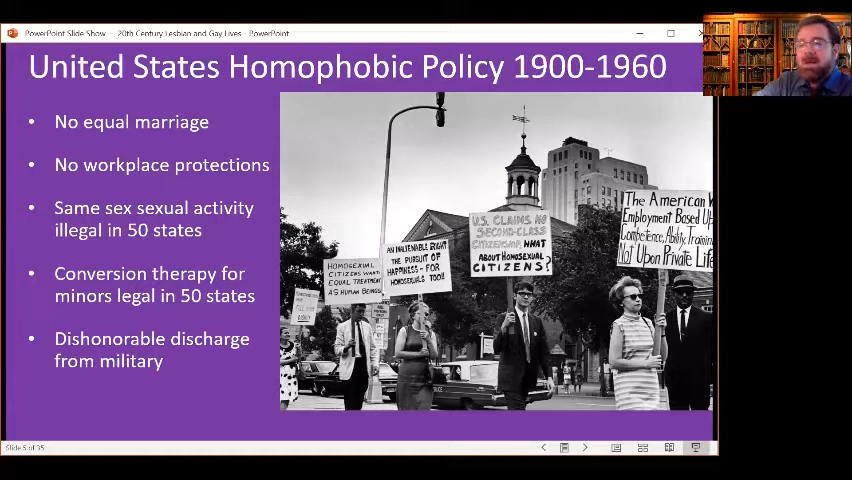 PowerPoint Slide Show - 20th Century Lesbian and Gay Lives - PowerPoint
United States Homophobic Policy 1900-1960
• No equal marriage
• No workplace protections
• Same sex sexual activity
illegal in 50 states
• Conversion therapy for
minors legal in 50 states
• Dishonorable discharge
from military
HOMOSEXUAL
CITIZENS WANT
EQUAL TREATMENT
AS HUMAN BEINGS
AN INALIENABLE RIGHT
THE PURSUIT OF
HAPPINESS - FOR
HOMOSEXUALS TOO!!
U.S. CLAIMS NO
SECOND-CLASS
CITIZENSHIP. WHAT
ABOUT HOMOSEXUAL
CITIZENS?
The American W
Employment Based Up
Competence, Ability, Training
Not Upon Private Life
POLICE
Slide 5 of 35